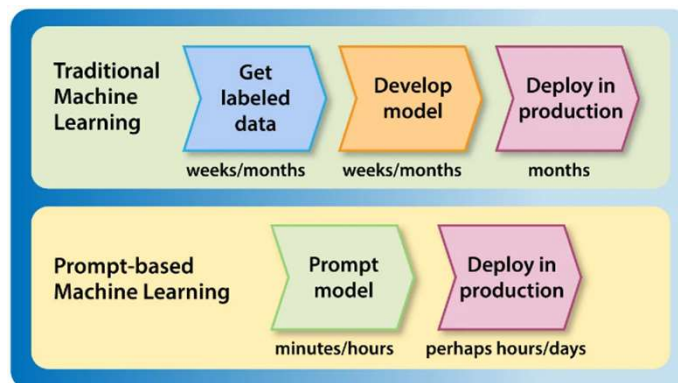 Traditional
Machine
Learning
Get
labeled
data
Develop
model
Deploy in
production
weeks/months
weeks/months
months
Prompt-based
Machine Learning
Prompt
model
Deploy in
production
minutes/hours
perhaps hours/days